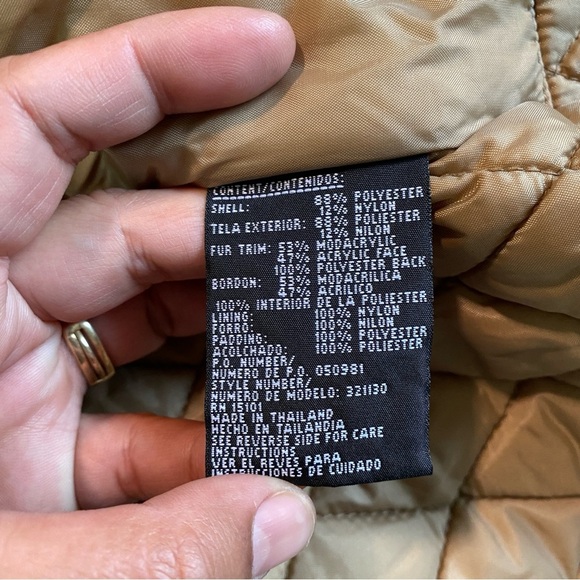 CONTENT/CONTENIDOS:
SHELL: 88% POLYESTER
12% NYLON
TELA EXTERIOR: 88% POLIESTER
12% NILON
FUR TRIM: 53% MODACRYLIC
47% ACRYLIC FACE
100% POLYESTER BACK
BORDÓN: 53% MODACRILICA
47% ACRILICO
100% INTERIOR DE LA POLIESTER
LINING: 100% NYLON
FORRO: 100% NILON
PADDING: 100% POLYESTER
ACOLCHADO: 100% POLIESTER
P.O. NUMBER/
NUMERO DE P.O. 050981
STYLE NUMBER/
NUMERO DE MODELO: 321130
RN 15101
MADE IN THAILAND
HECHO EN TAILANDIA
SEE REVERSE SIDE FOR CARE
INSTRUCTIONS
VER EL REVES PARA
INSTRUCCIONES DE CUIDADO